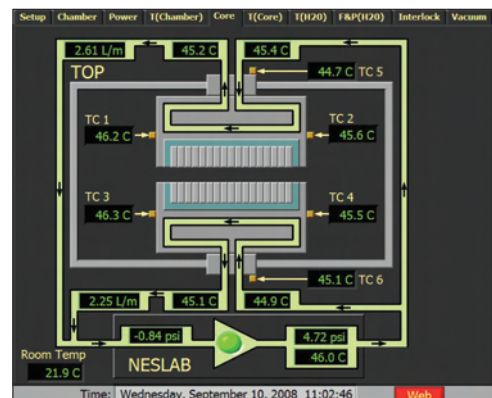 Setup Chamber Power T(Chamber) Core T(Core) T(H20) F&P(H20) Interlock Vacuum
2.61 L/m 45.2 C 45.4 C
TOP
44.7 C TC 5
TC 1
46.2 C
TC 2
45.6 C
TC 3
46.3 C
TC 4
45.5 C
45.1 C TC 6
2.25 L/m 45.1 C 44.9 C
-0.84 psi
4.72 psi
46.0 C
NESLAB
Room Temp
21.9 C
Time: Wednesday, September 10, 2008 11:02:46 Web